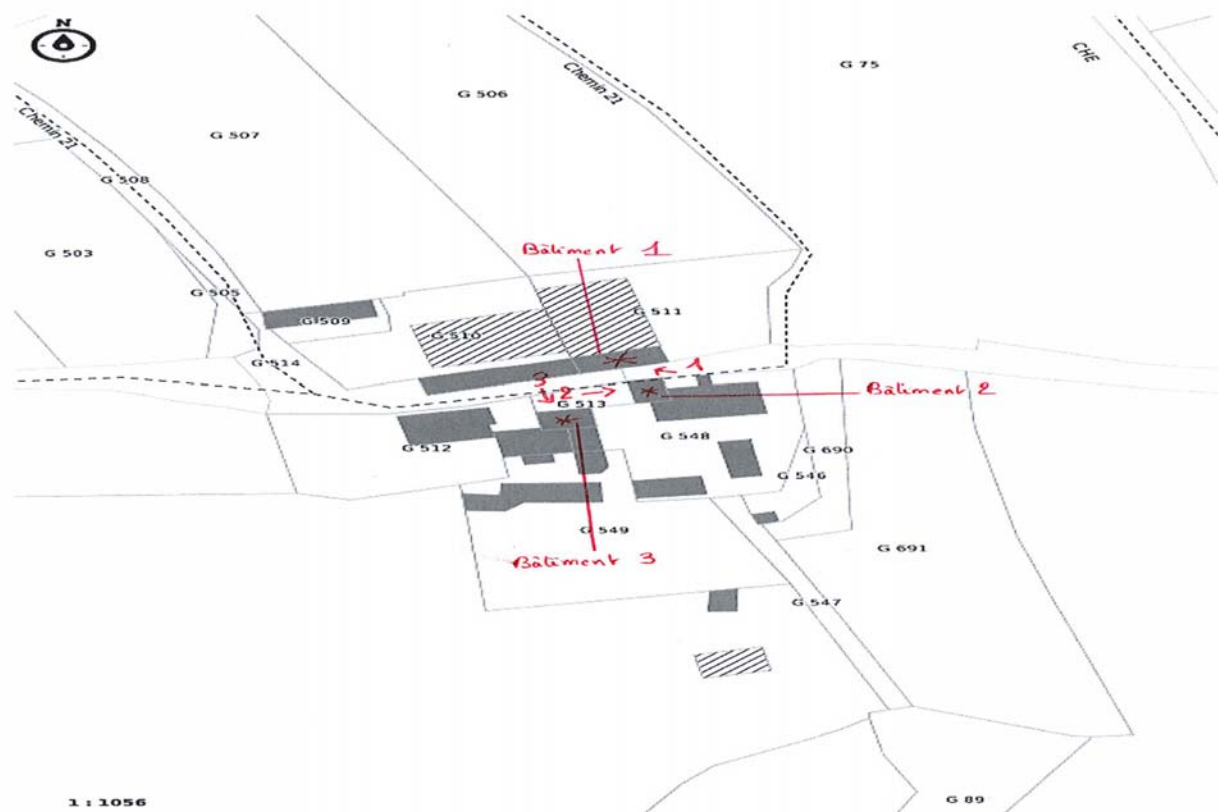 N
G 75
CHE
Chemin 21
G 506
Chemin 21
G 507
G 508
G 503
Bâtiment 1
G 505
G 509
G 511
G 510
G 514
1
3
2
G 513
Bâtiment 2
G 512
G 548
G 690
G 546
G 549
G 691
Bâtiment 3
G 547
1 : 1056
G 89